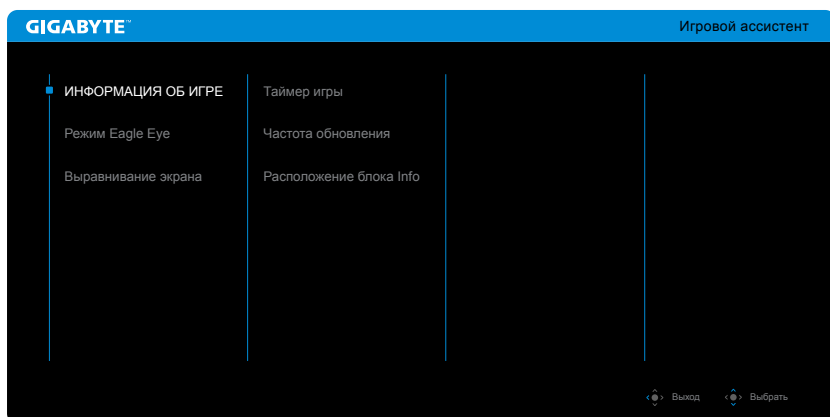 GIGABYTE™ Игровой ассистент
ИНФОРМАЦИЯ ОБ ИГРЕ Таймер игры
Режим Eagle Eye Частота обновления
Выравнивание экрана Расположение блока Info
Выход Выбрать